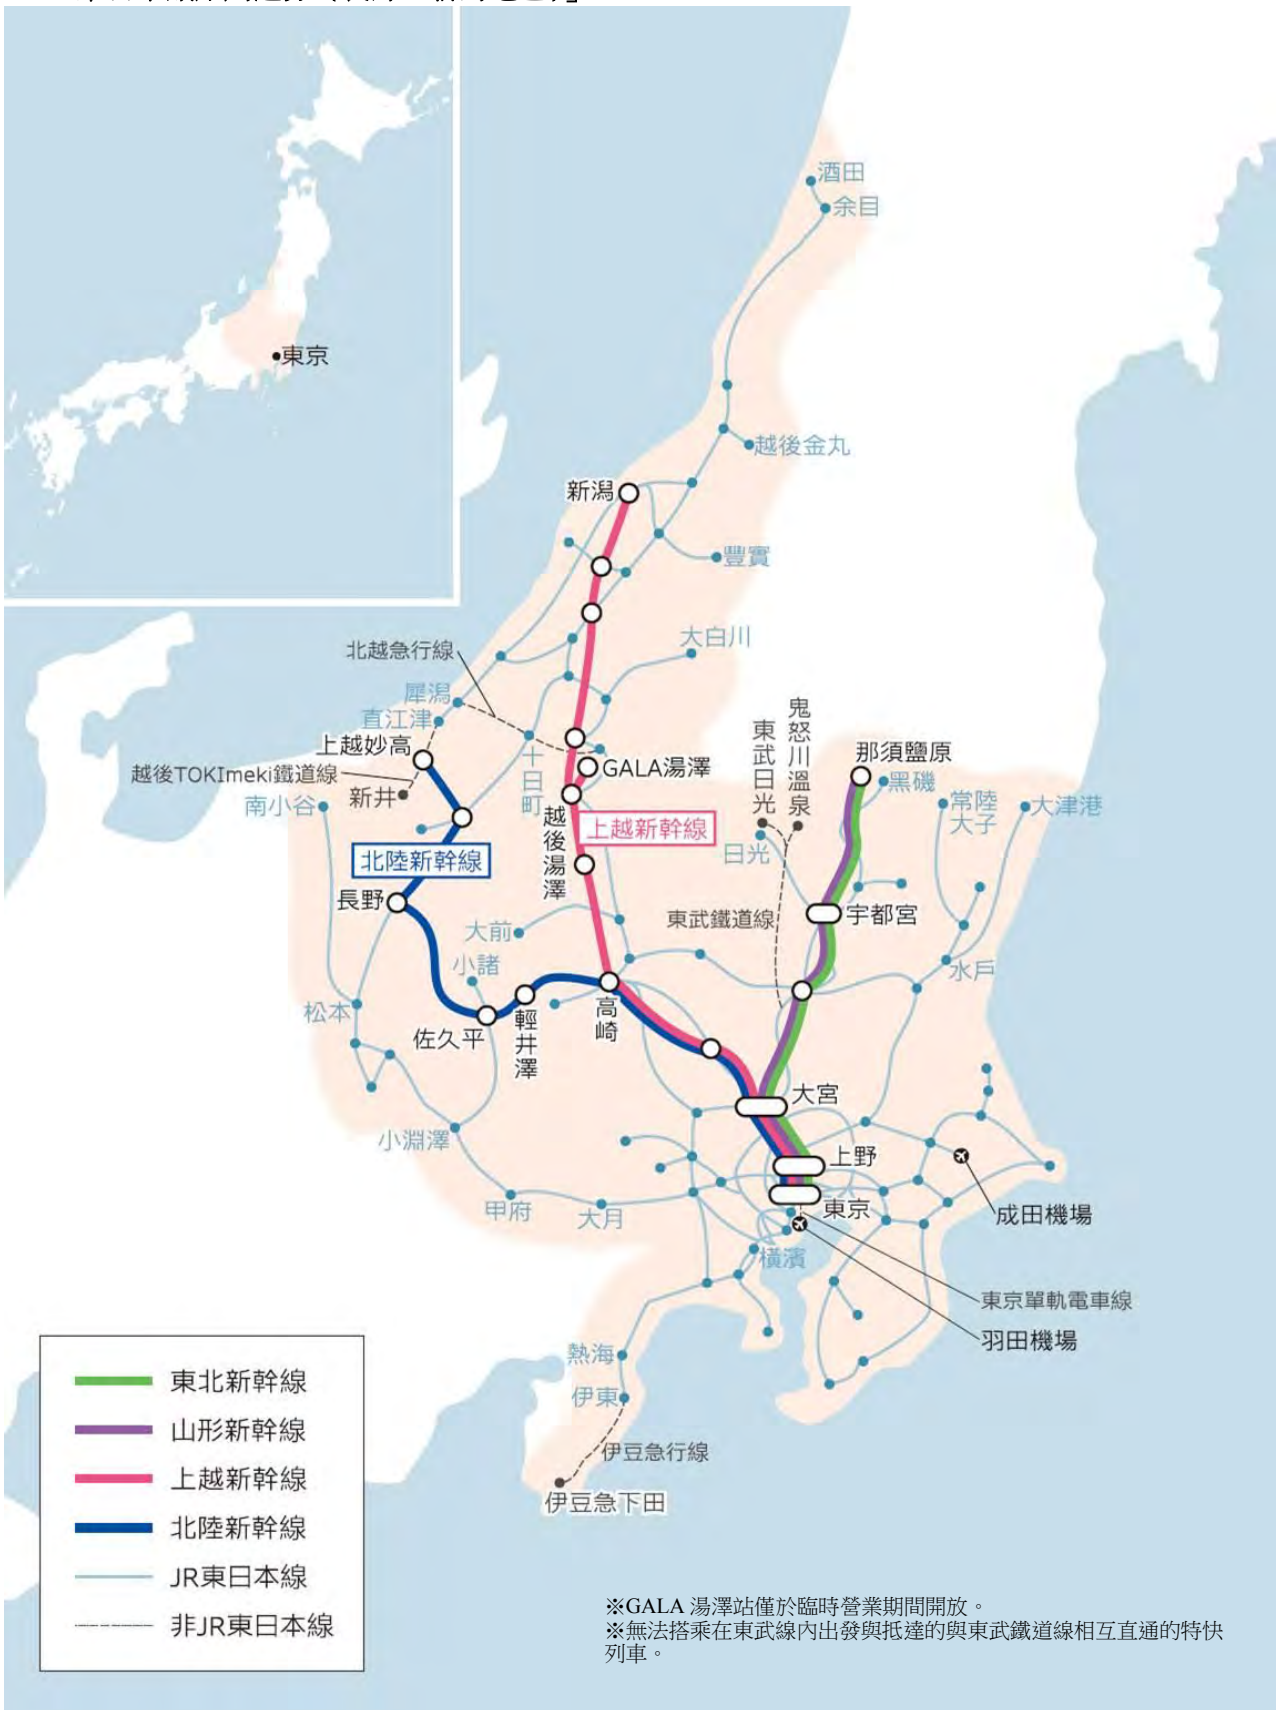 東京
酒田
余目
越後金丸
新潟
豐實
大白川
北越急行線
犀潟
直江津
上越妙高
越後TOKImeki鐵道線
新井
南小谷
十日町
GALA湯澤
越後湯澤
上越新幹線
東武日光
鬼怒川溫泉
那須鹽原
黑磯
常陸
大子
大津港
日光
北陸新幹線
長野
大前
小諸
東武鐵道線
宇都宮
水戶
松本
佐久平
輕井澤
高崎
大宮
小淵澤
上野
甲府
大月
東京
成田機場
橫濱
東京單軌電車線
羽田機場
熱海
伊東
伊豆急行線
伊豆急下田
東北新幹線
山形新幹線
上越新幹線
北陸新幹線
JR東日本線
非JR東日本線
※GALA 湯澤站僅於臨時營業期間開放。
※無法搭乘在東武線內出發與抵達的與東武鐵道線相互直通的特快
列車。